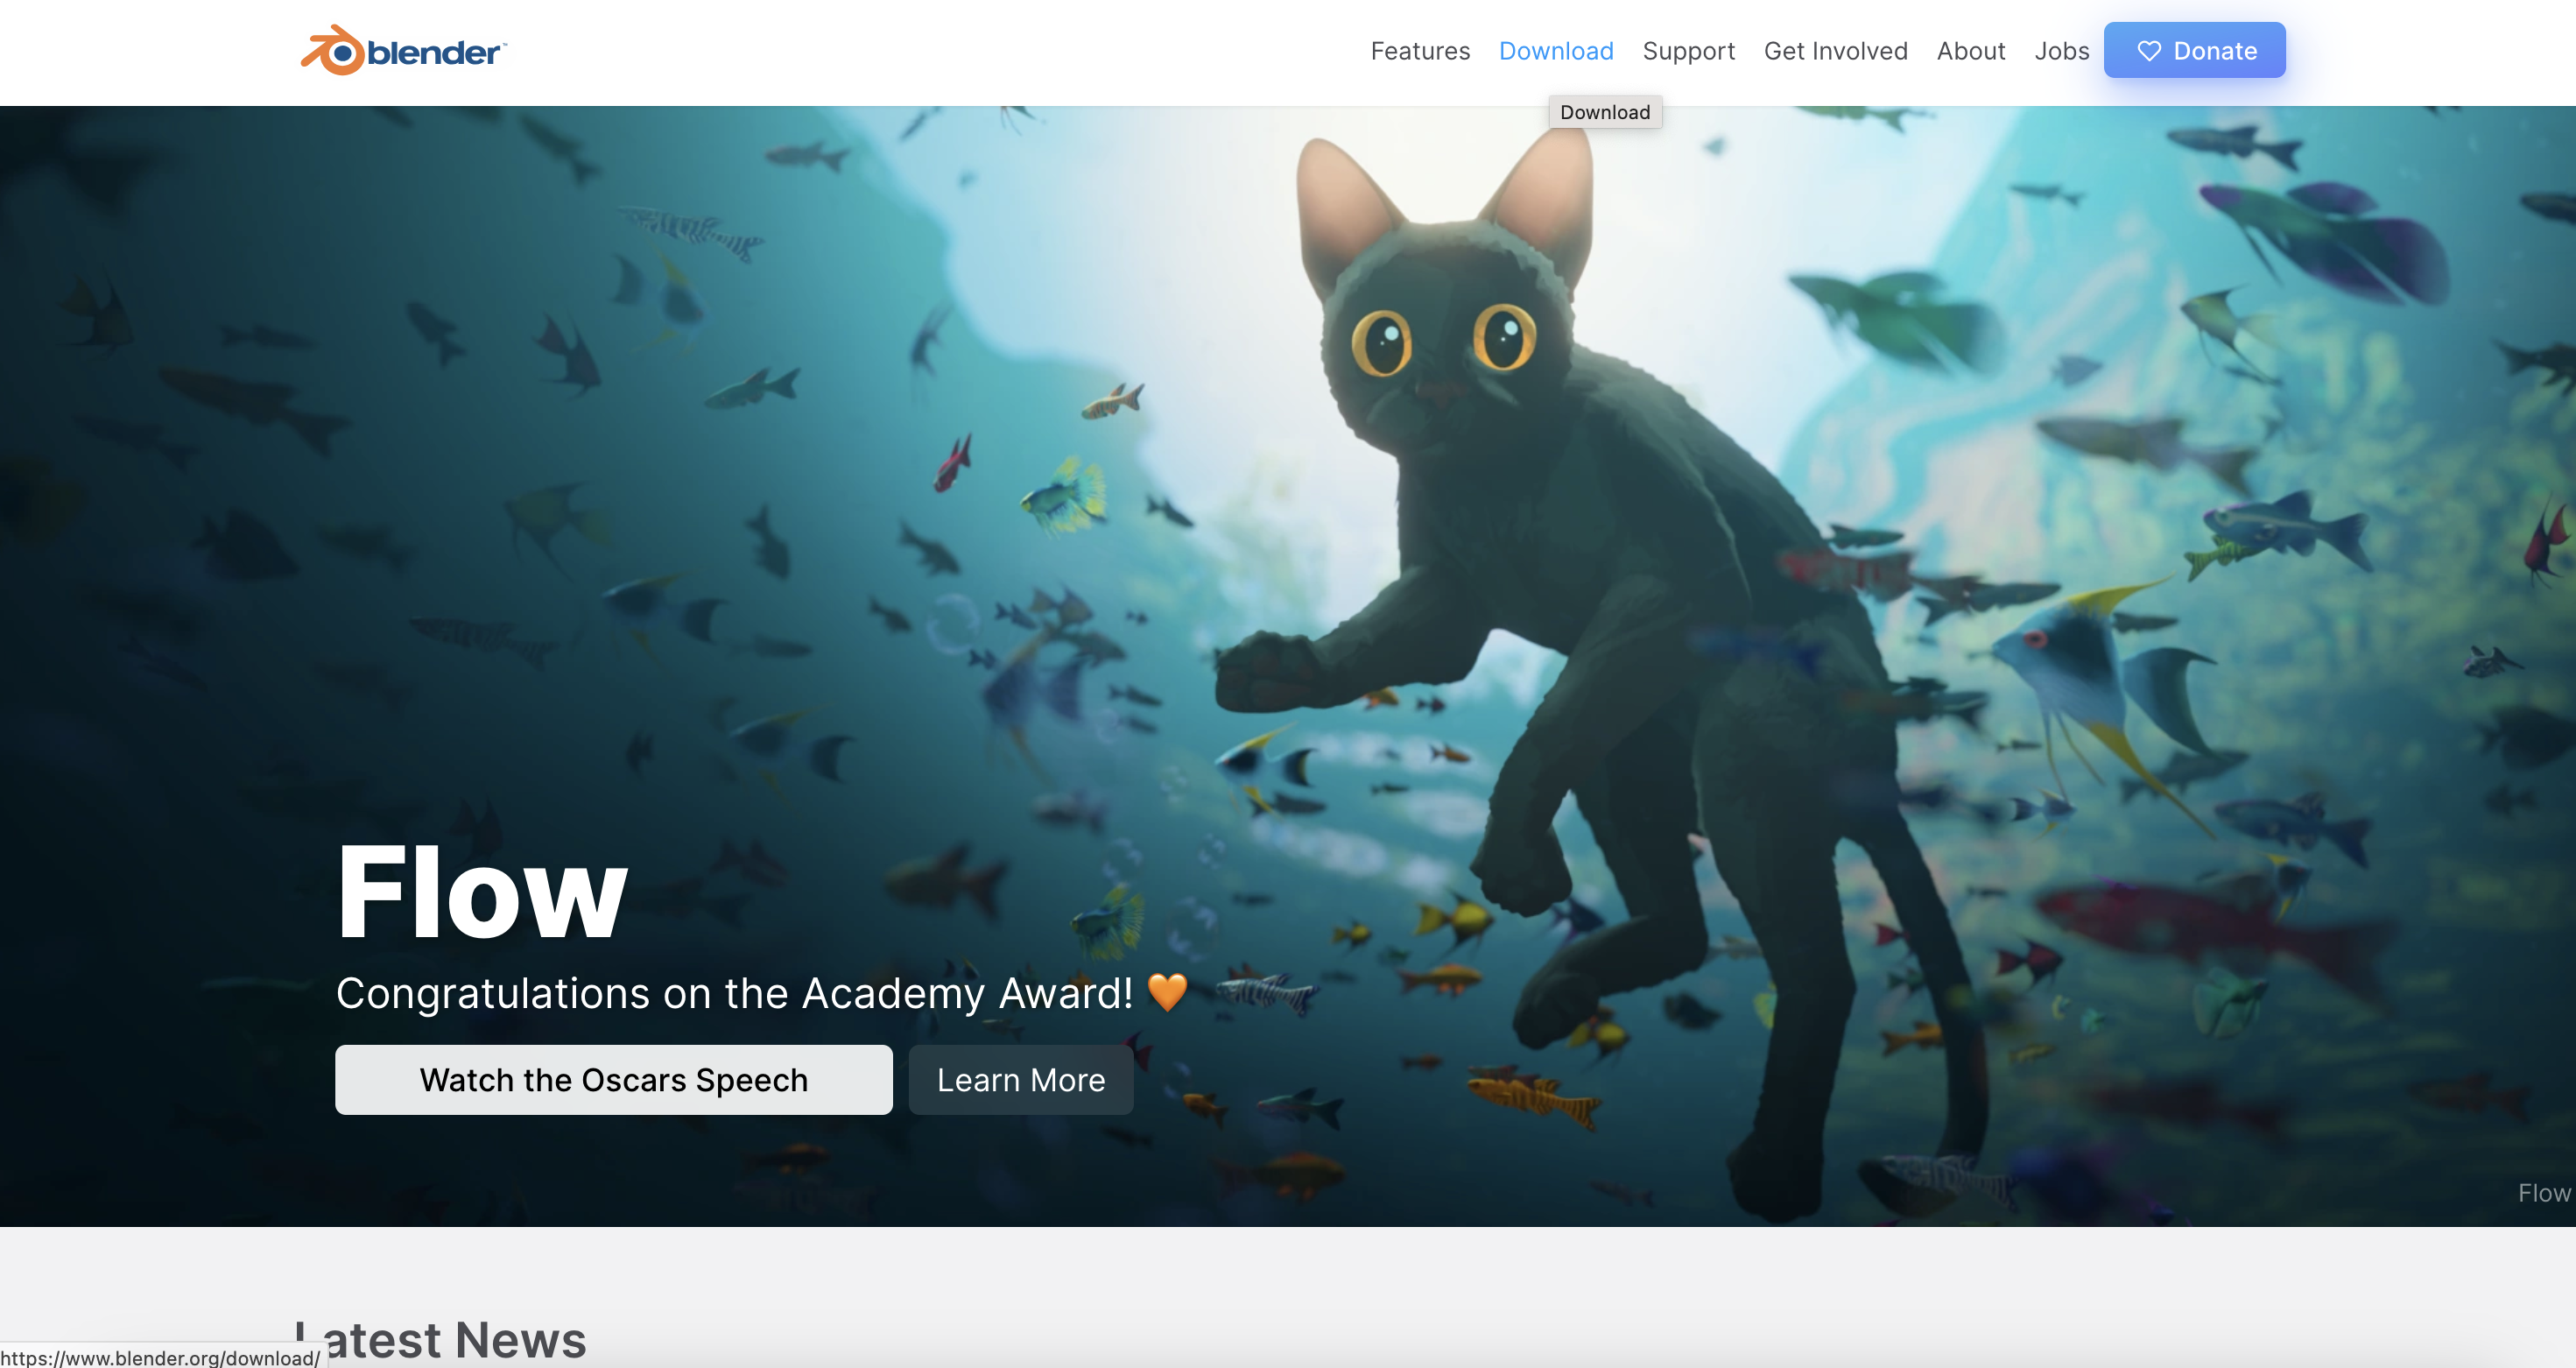 blender™
Features Download Support Get Involved About Jobs Donate
Download
Flow
Congratulations on the Academy Award! 🧡
Watch the Oscars Speech Learn More
Flow
Latest News
https://www.blender.org/download/